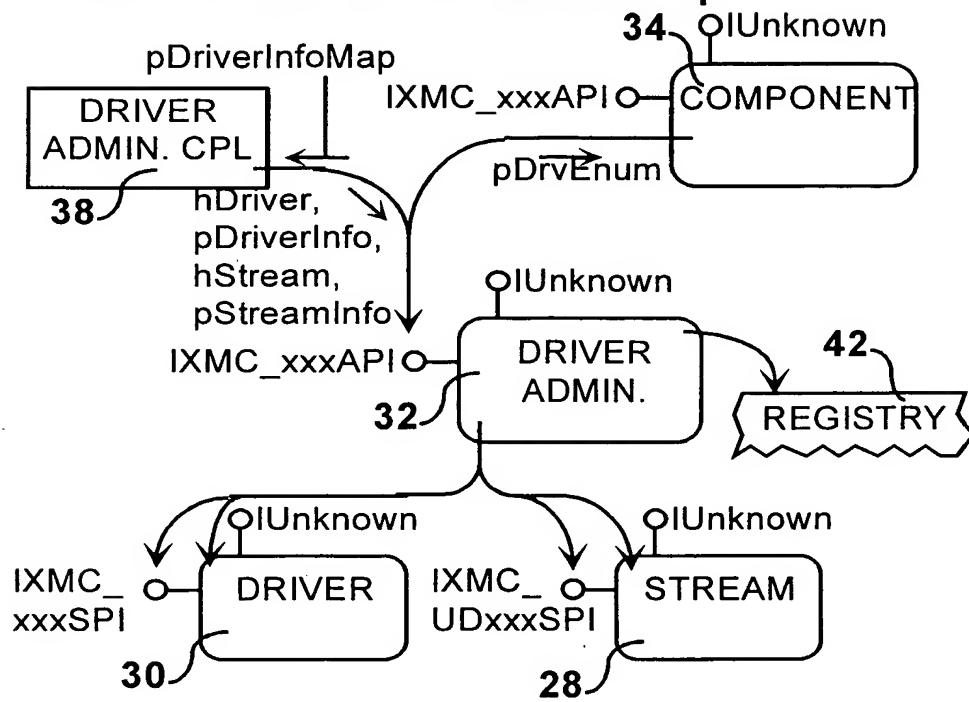 34
IUnknown
pDriverInfoMap
IXMC_xxxAPI
COMPONENT
DRIVER
ADMIN. CPL
38
pDrvEnum
hDriver,
pDriverInfo,
hStream,
pStreamInfo
IUnknown
IXMC_xxxAPI
DRIVER
ADMIN.
32
42
REGISTRY
IUnknown
IXMC_
xxxSPI
DRIVER
30
IUnknown
IXMC_
UDxxxSPI
STREAM
28